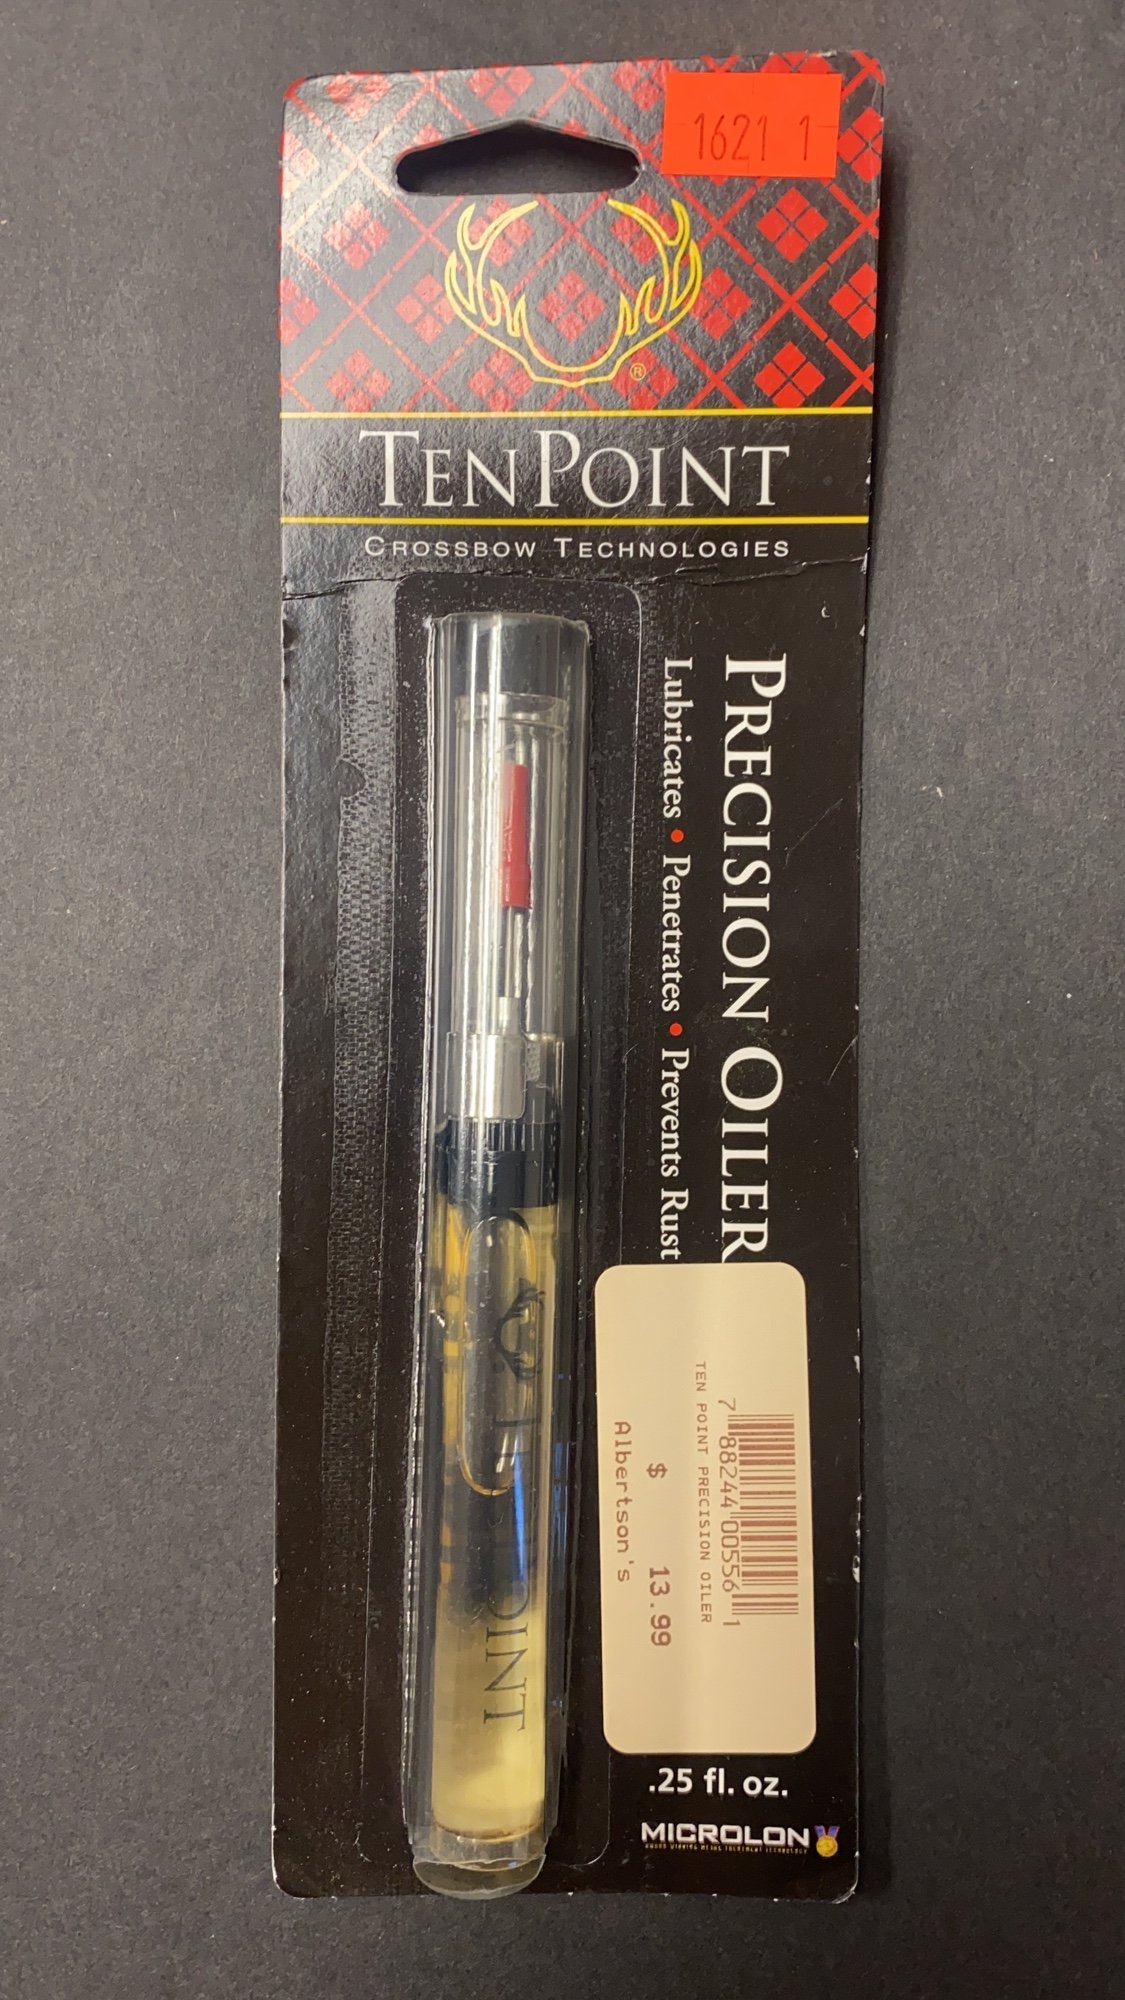 1621 1
®
TENPOINT
CROSSBOW TECHNOLOGIES
PRECISION OILER
Lubricates • Penetrates • Prevents Rust
7 88244 00556 1
TEN POINT PRECISION OILER
$ 13.99
Albertson's
OINT
.25 fl. oz.
MICROLON